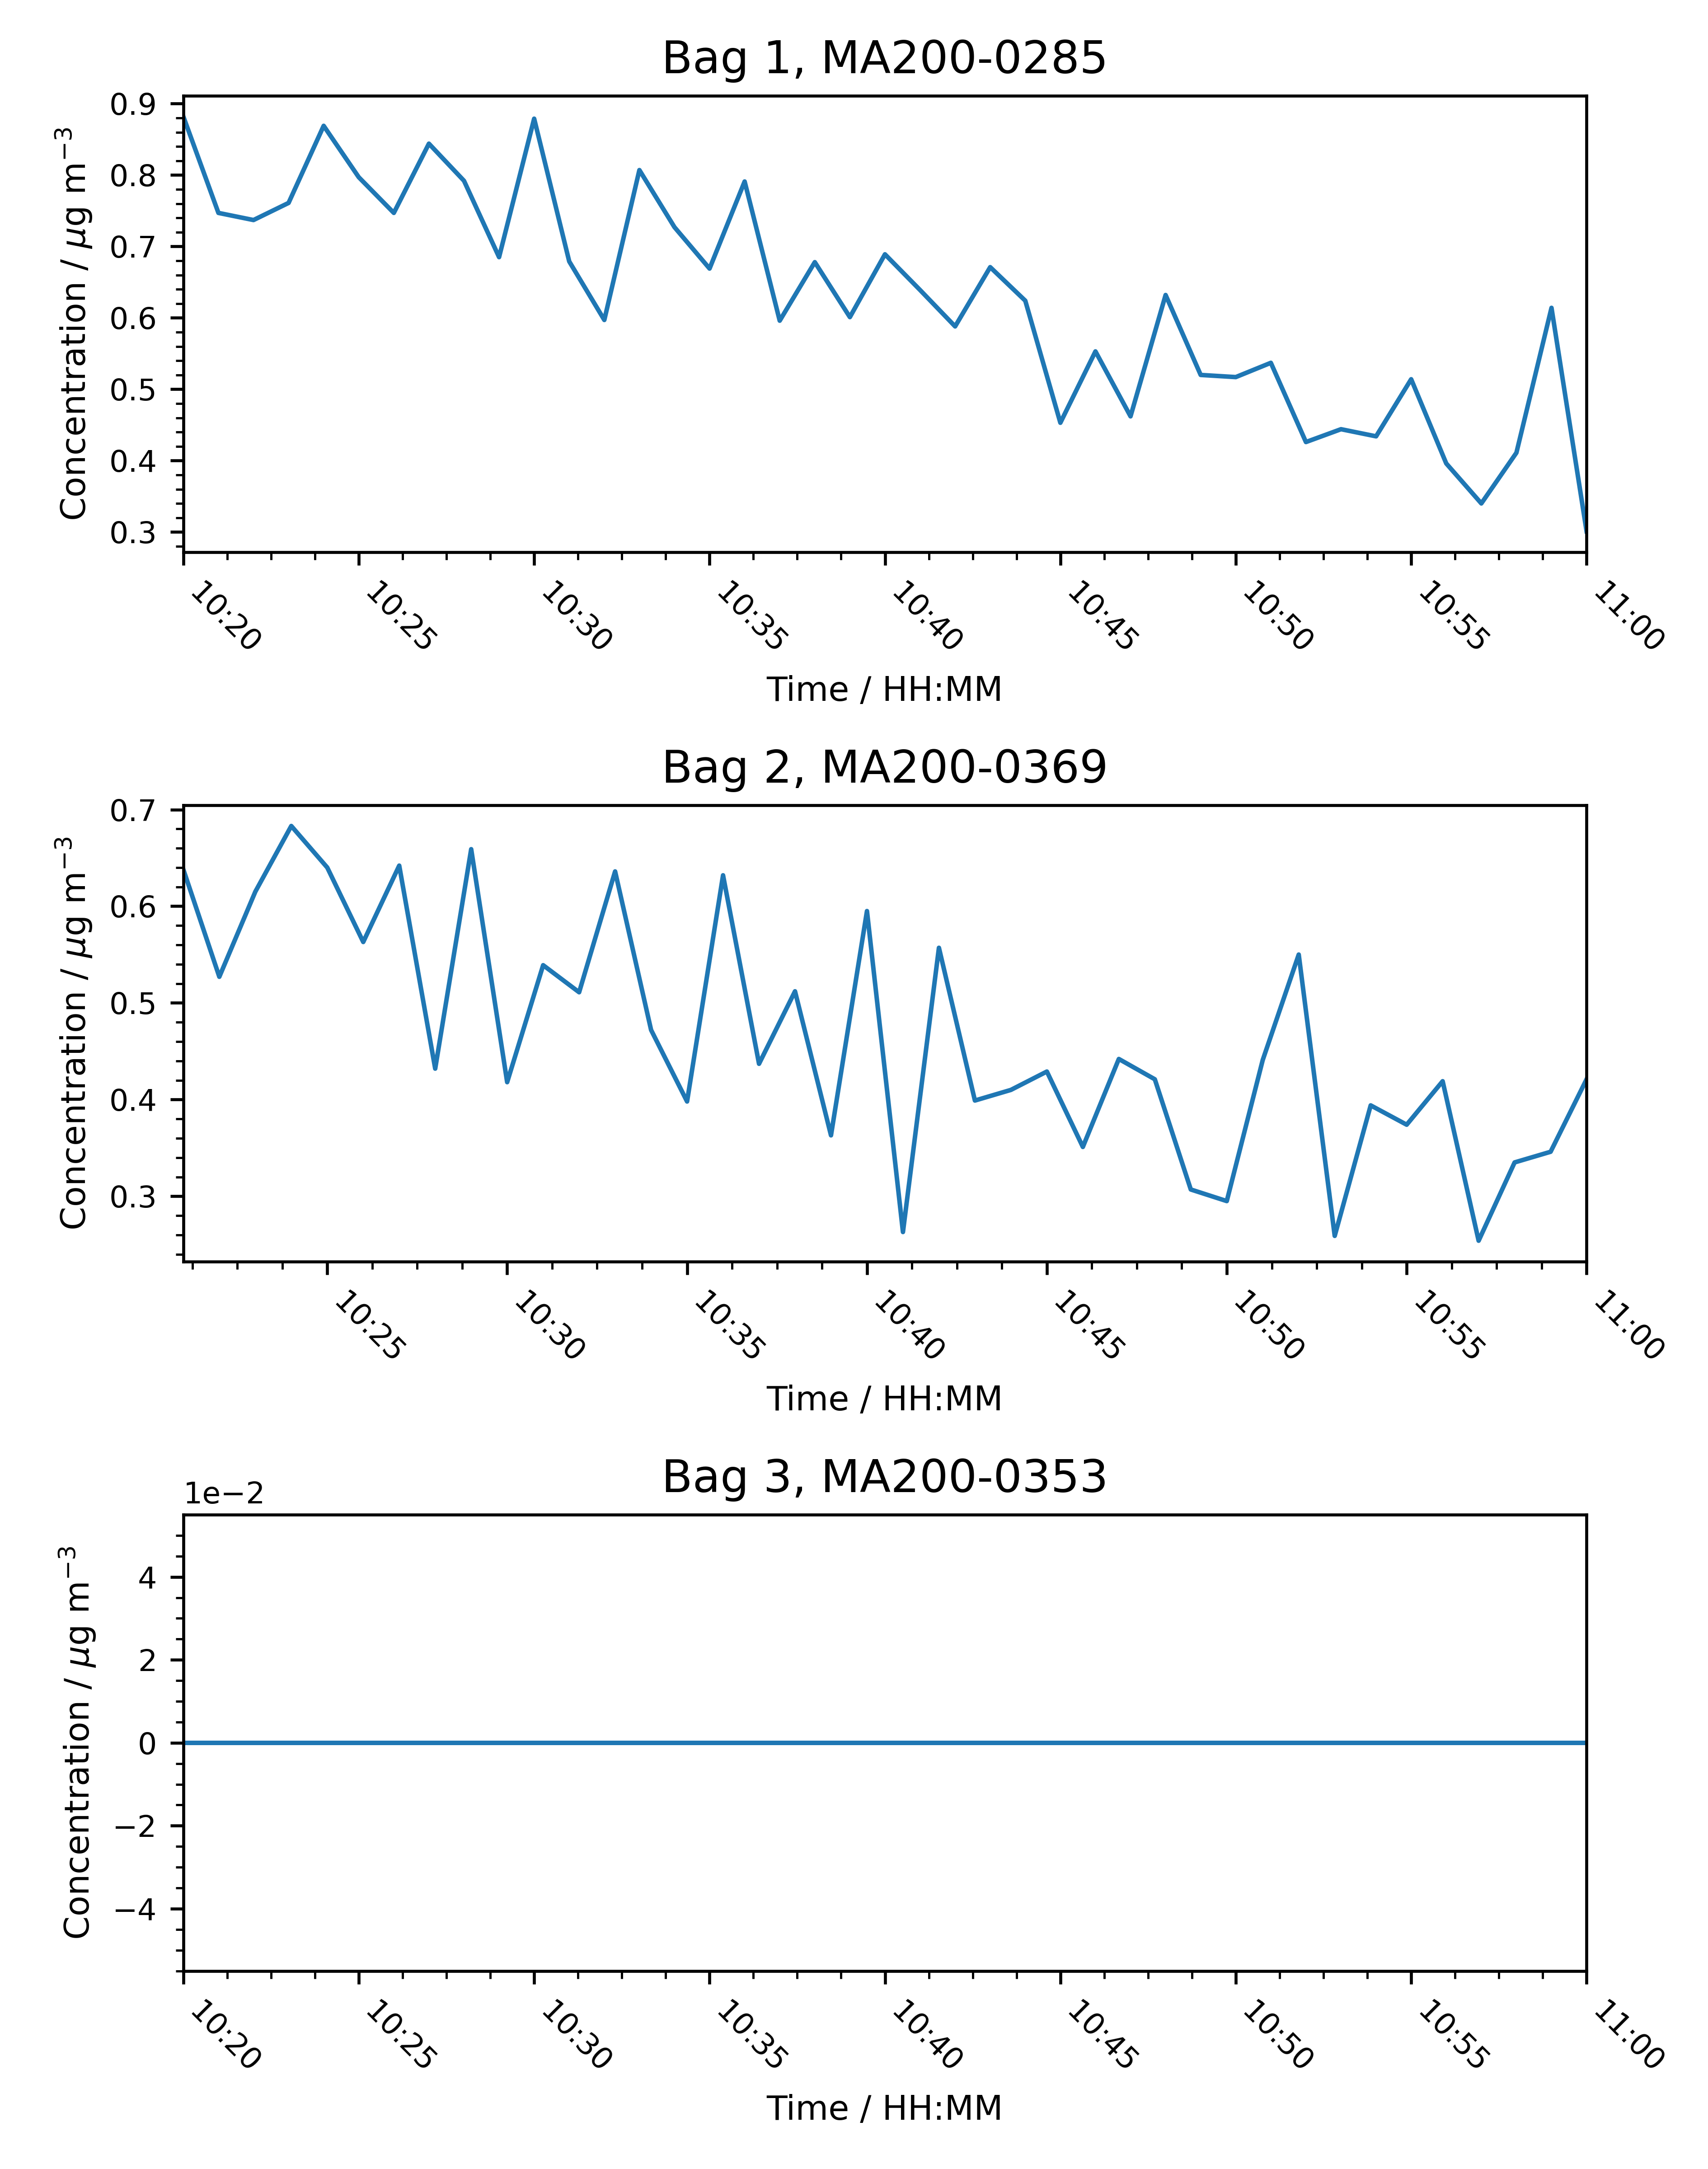 Bag 1, MA200-0285
Concentration / μg m⁻³
0.9
0.8
0.7
0.6
0.5
0.4
0.3
10:20 10:25 10:30 10:35 10:40 10:45 10:50 10:55 11:00
Time / HH:MM
Bag 2, MA200-0369
Concentration / μg m⁻³
0.7
0.6
0.5
0.4
0.3
10:25 10:30 10:35 10:40 10:45 10:50 10:55 11:00
Time / HH:MM
Bag 3, MA200-0353
1e−2
Concentration / μg m⁻³
4
2
0
−2
−4
10:20 10:25 10:30 10:35 10:40 10:45 10:50 10:55 11:00
Time / HH:MM